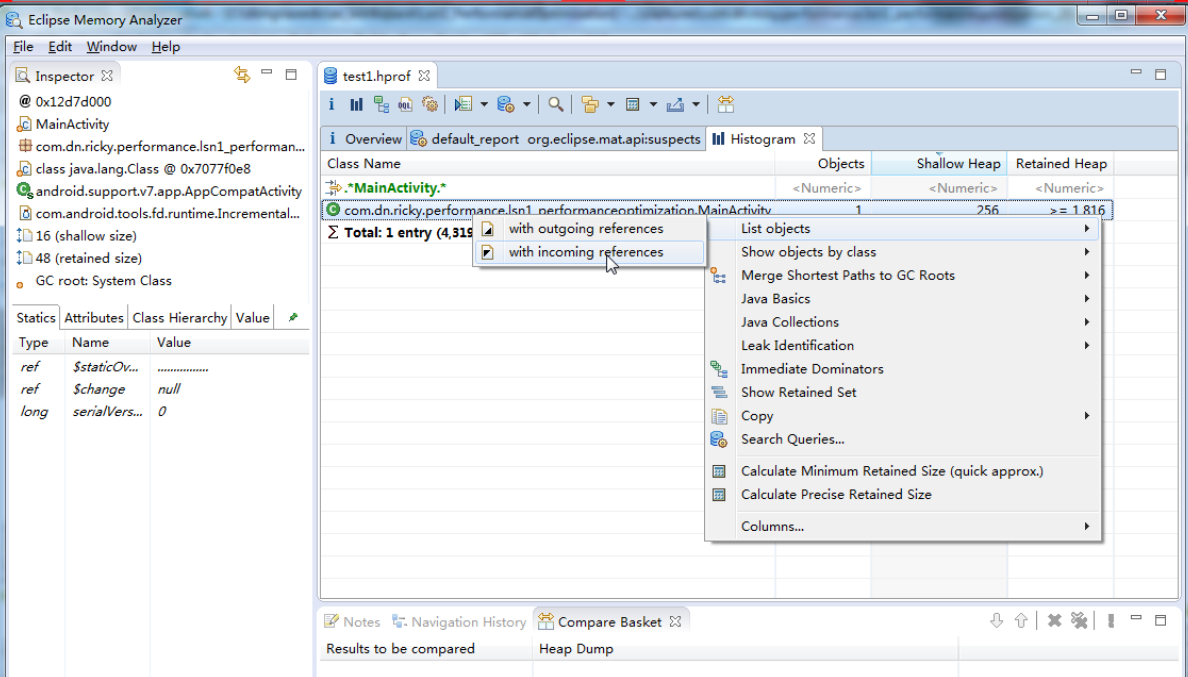 Eclipse Memory Analyzer
File Edit Window Help
Inspector
@ 0x12d7d000
MainActivity
com.dn.ricky.performance.lsn1_performan...
class java.lang.Class @ 0x7077f0e8
android.support.v7.app.AppCompatActivity
com.android.tools.fd.runtime.Incremental...
16 (shallow size)
48 (retained size)
GC root: System Class
Statics Attributes Class Hierarchy Value
Type Name Value
ref $staticOv... ................
ref $change null
long serialVers... 0
test1.hprof
i OQL
i Overview default_report org.eclipse.mat.api:suspects Histogram
Class Name Objects Shallow Heap Retained Heap
.*MainActivity.* <Numeric> <Numeric> <Numeric>
com.dn.ricky.performance.lsn1_performanceoptimization.MainActivity 1 256 >= 1,816
Σ Total: 1 entry (4,319
with outgoing references
with incoming references
List objects
Show objects by class
Merge Shortest Paths to GC Roots
Java Basics
Java Collections
Leak Identification
Immediate Dominators
Show Retained Set
Copy
Search Queries...
Calculate Minimum Retained Size (quick approx.)
Calculate Precise Retained Size
Columns...
Notes Navigation History Compare Basket
Results to be compared Heap Dump